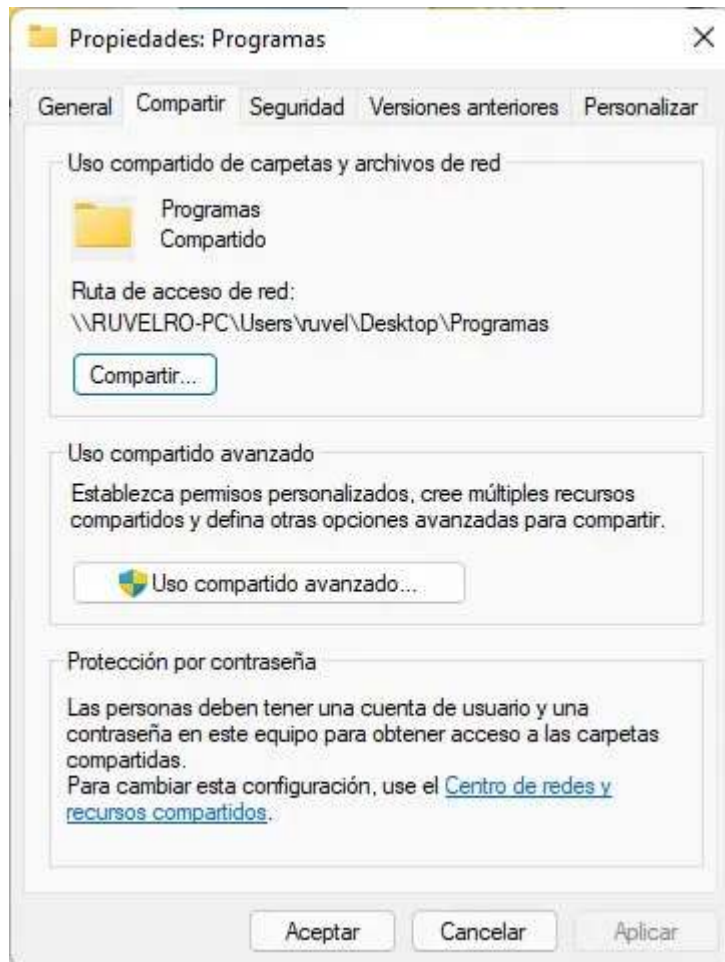 Propiedades: Programas
General Compartir Seguridad Versiones anteriores Personalizar
Uso compartido de carpetas y archivos de red
Programas
Compartido
Ruta de acceso de red:
\\RUVELRO-PC\Users\ruvel\Desktop\Programas
Compartir...
Uso compartido avanzado
Establezca permisos personalizados, cree múltiples recursos
compartidos y defina otras opciones avanzadas para compartir.
Uso compartido avanzado...
Protección por contraseña
Las personas deben tener una cuenta de usuario y una
contraseña en este equipo para obtener acceso a las carpetas
compartidas.
Para cambiar esta configuración, use el Centro de redes y
recursos compartidos.
Aceptar Cancelar Aplicar